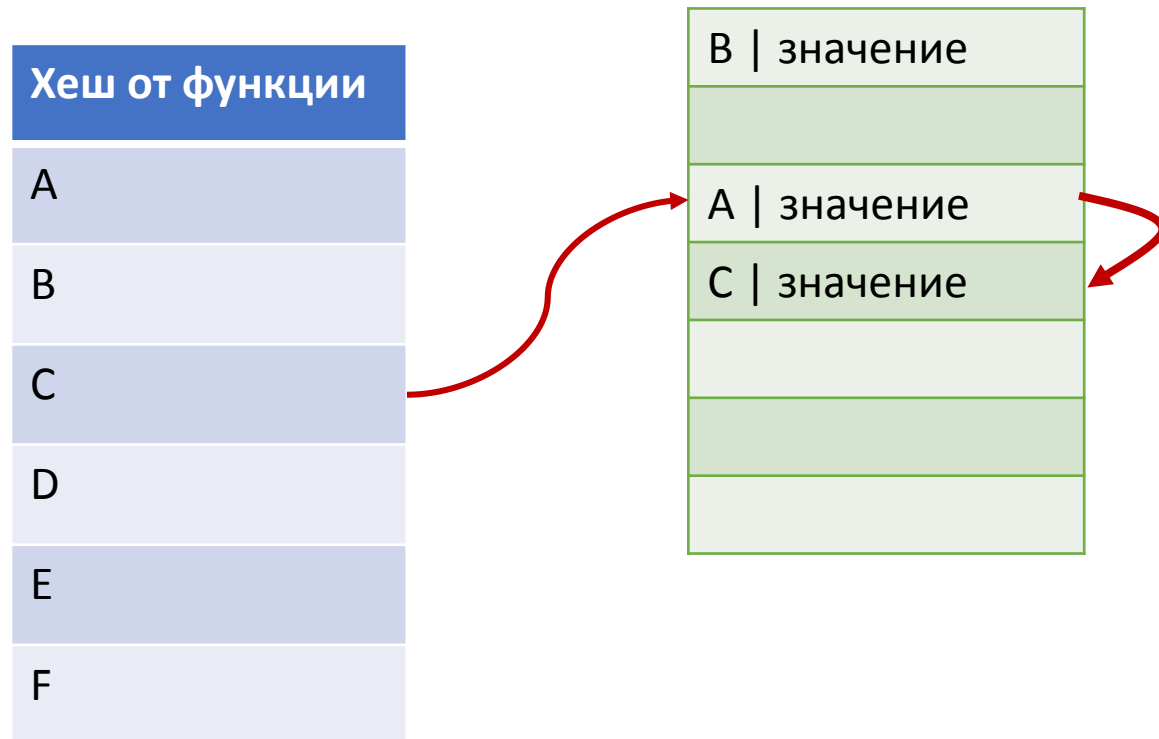 Хеш от функции
A
B
C
D
E
F
B | значение
A | значение
C | значение